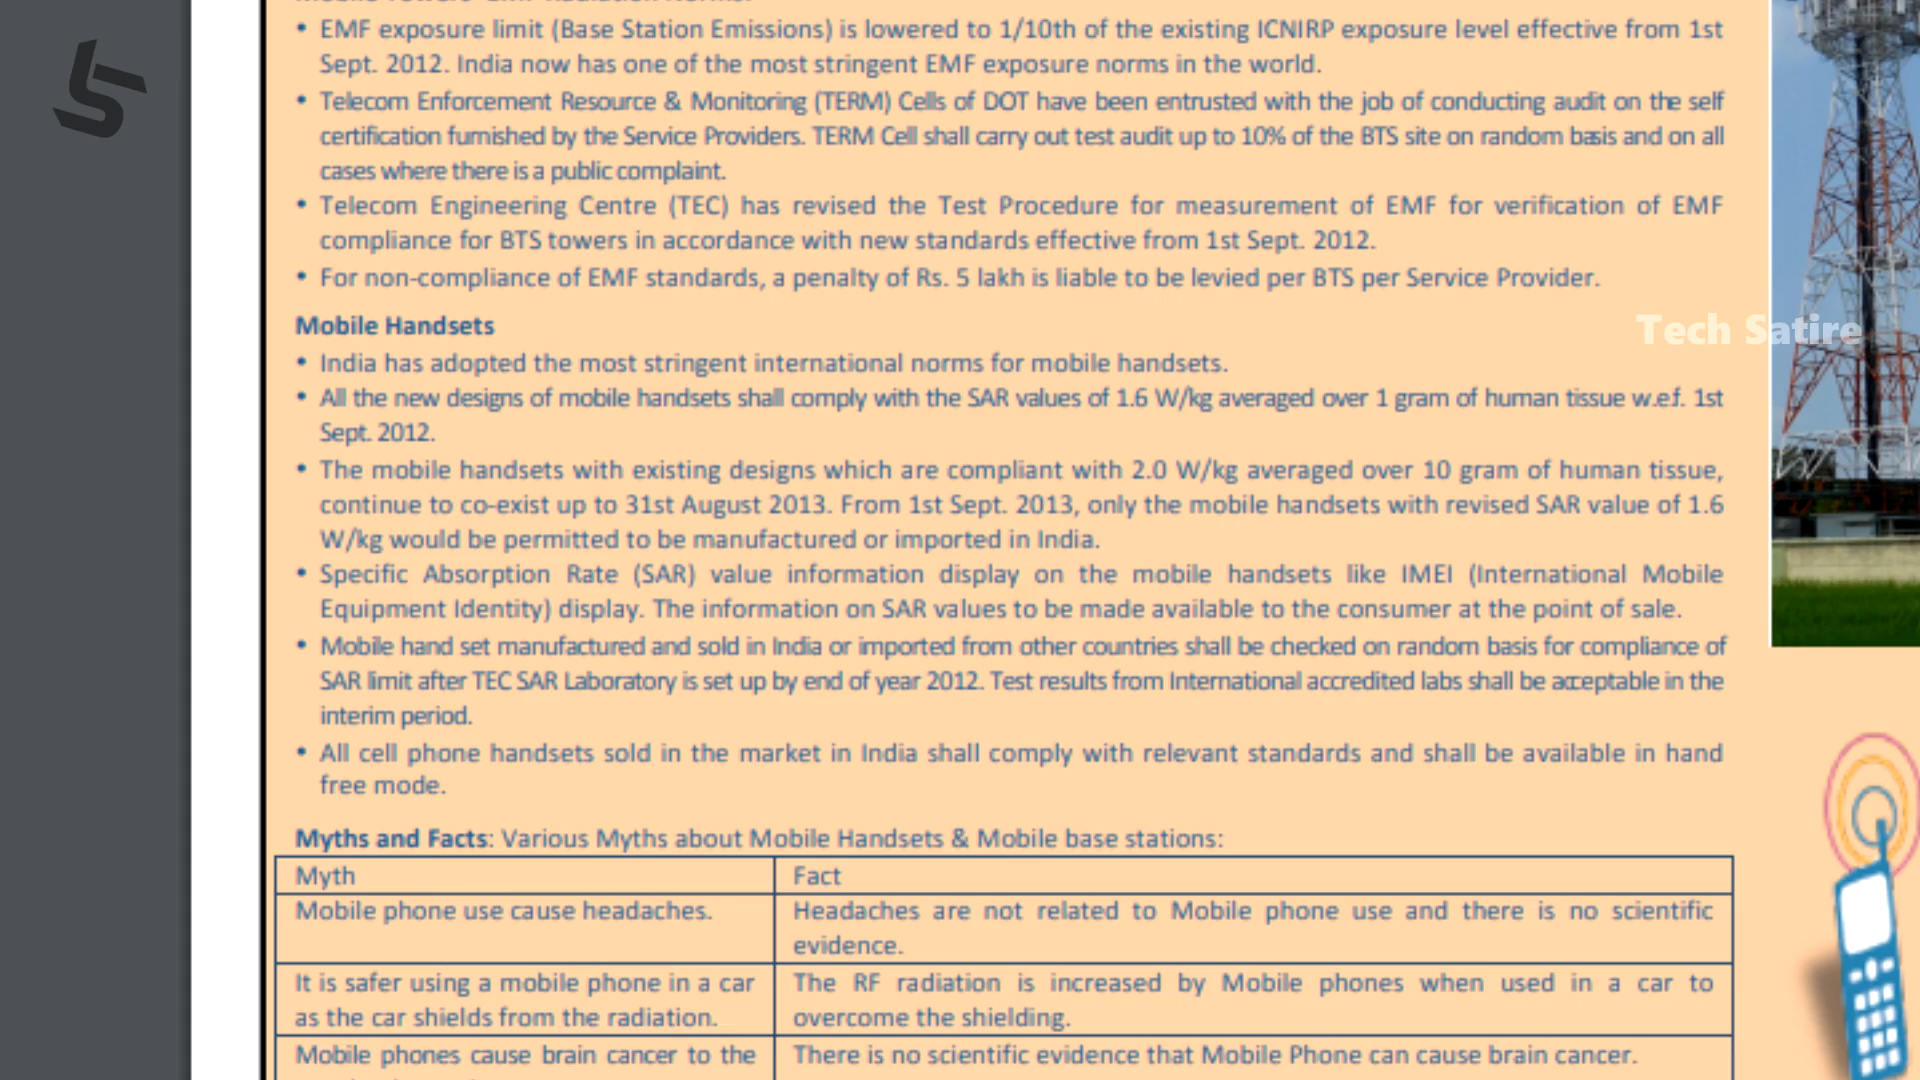 • EMF exposure limit (Base Station Emissions) is lowered to 1/10th of the existing ICNIRP exposure level effective from 1st
Sept. 2012. India now has one of the most stringent EMF exposure norms in the world.
• Telecom Enforcement Resource & Monitoring (TERM) Cells of DOT have been entrusted with the job of conducting audit on the self
certification furnished by the Service Providers. TERM Cell shall carry out test audit up to 10% of the BTS site on random basis and on all
cases where there is a public complaint.
• Telecom Engineering Centre (TEC) has revised the Test Procedure for measurement of EMF for verification of EMF
compliance for BTS towers in accordance with new standards effective from 1st Sept. 2012.
• For non-compliance of EMF standards, a penalty of Rs. 5 lakh is liable to be levied per BTS per Service Provider.
Mobile Handsets
Tech Satire
• India has adopted the most stringent international norms for mobile handsets.
• All the new designs of mobile handsets shall comply with the SAR values of 1.6 W/kg averaged over 1 gram of human tissue w.e.f. 1st
Sept. 2012.
• The mobile handsets with existing designs which are compliant with 2.0 W/kg averaged over 10 gram of human tissue,
continue to co-exist up to 31st August 2013. From 1st Sept. 2013, only the mobile handsets with revised SAR value of 1.6
W/kg would be permitted to be manufactured or imported in India.
• Specific Absorption Rate (SAR) value information display on the mobile handsets like IMEI (International Mobile
Equipment Identity) display. The information on SAR values to be made available to the consumer at the point of sale.
• Mobile hand set manufactured and sold in India or imported from other countries shall be checked on random basis for compliance of
SAR limit after TEC SAR Laboratory is set up by end of year 2012. Test results from International accredited labs shall be acceptable in the
interim period.
• All cell phone handsets sold in the market in India shall comply with relevant standards and shall be available in hand
free mode.
Myths and Facts: Various Myths about Mobile Handsets & Mobile base stations:
Myth
Fact
Mobile phone use cause headaches.
Headaches are not related to Mobile phone use and there is no scientific
evidence.
It is safer using a mobile phone in a car
as the car shields from the radiation.
The RF radiation is increased by Mobile phones when used in a car to
overcome the shielding.
Mobile phones cause brain cancer to the
There is no scientific evidence that Mobile Phone can cause brain cancer.